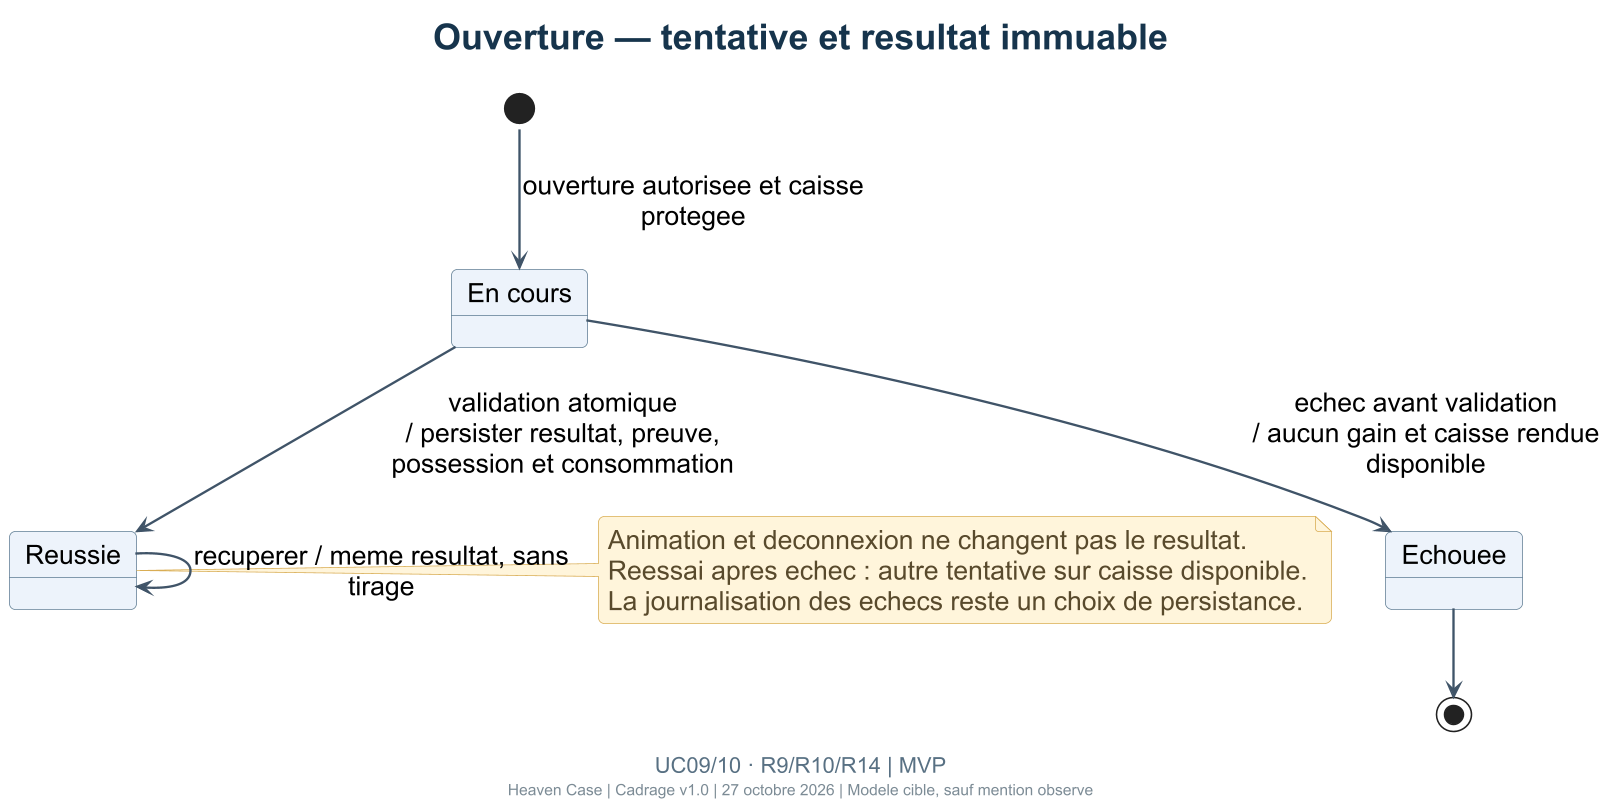 Ouverture — tentative et resultat immuable
ouverture autorisee et caisse
protegee
En cours
validation atomique
/ persister resultat, preuve,
possession et consommation
echec avant validation
/ aucun gain et caisse rendue
disponible
Reussie
recuperer / meme resultat, sans
tirage
Animation et deconnexion ne changent pas le resultat.
Reessai apres echec : autre tentative sur caisse disponible.
La journalisation des echecs reste un choix de persistance.
Echouee
UC09/10 · R9/R10/R14 | MVP
Heaven Case | Cadrage v1.0 | 27 octobre 2026 | Modele cible, sauf mention observe